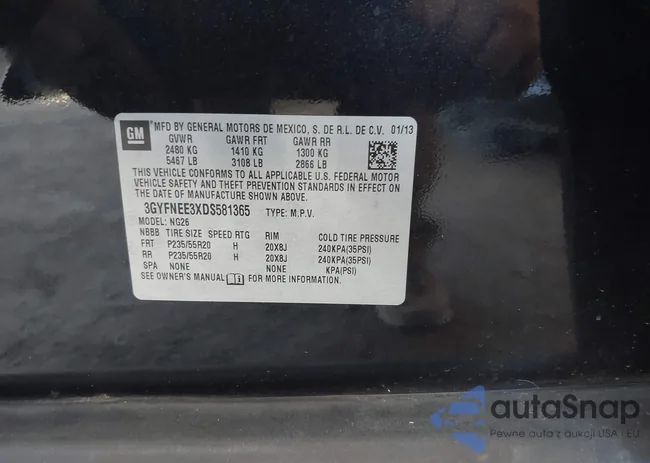 GM
MFD BY GENERAL MOTORS DE MEXICO, S. DE R.L. DE C.V. 01/13
GVWR GAWR FRT GAWR RR
2480 KG 1410 KG 1300 KG
5467 LB 3108 LB 2866 LB
THIS VEHICLE CONFORMS TO ALL APPLICABLE U.S. FEDERAL MOTOR
VEHICLE SAFETY AND THEFT PREVENTION STANDARDS IN EFFECT ON
THE DATE OF MANUFACTURE SHOWN ABOVE.
3GYFNEE3XDS581365 TYPE: M.P.V.
MODEL: NG26
NBBB TIRE SIZE SPEED RTG RIM COLD TIRE PRESSURE
FRT P235/55R20 H 20X8J 240KPA(35PSI)
RR P235/55R20 H 20X8J 240KPA(35PSI)
SPA NONE NONE KPA(PSI)
SEE OWNER'S MANUAL FOR MORE INFORMATION.
autaSnap
Pewne auta z aukcji USA i EU